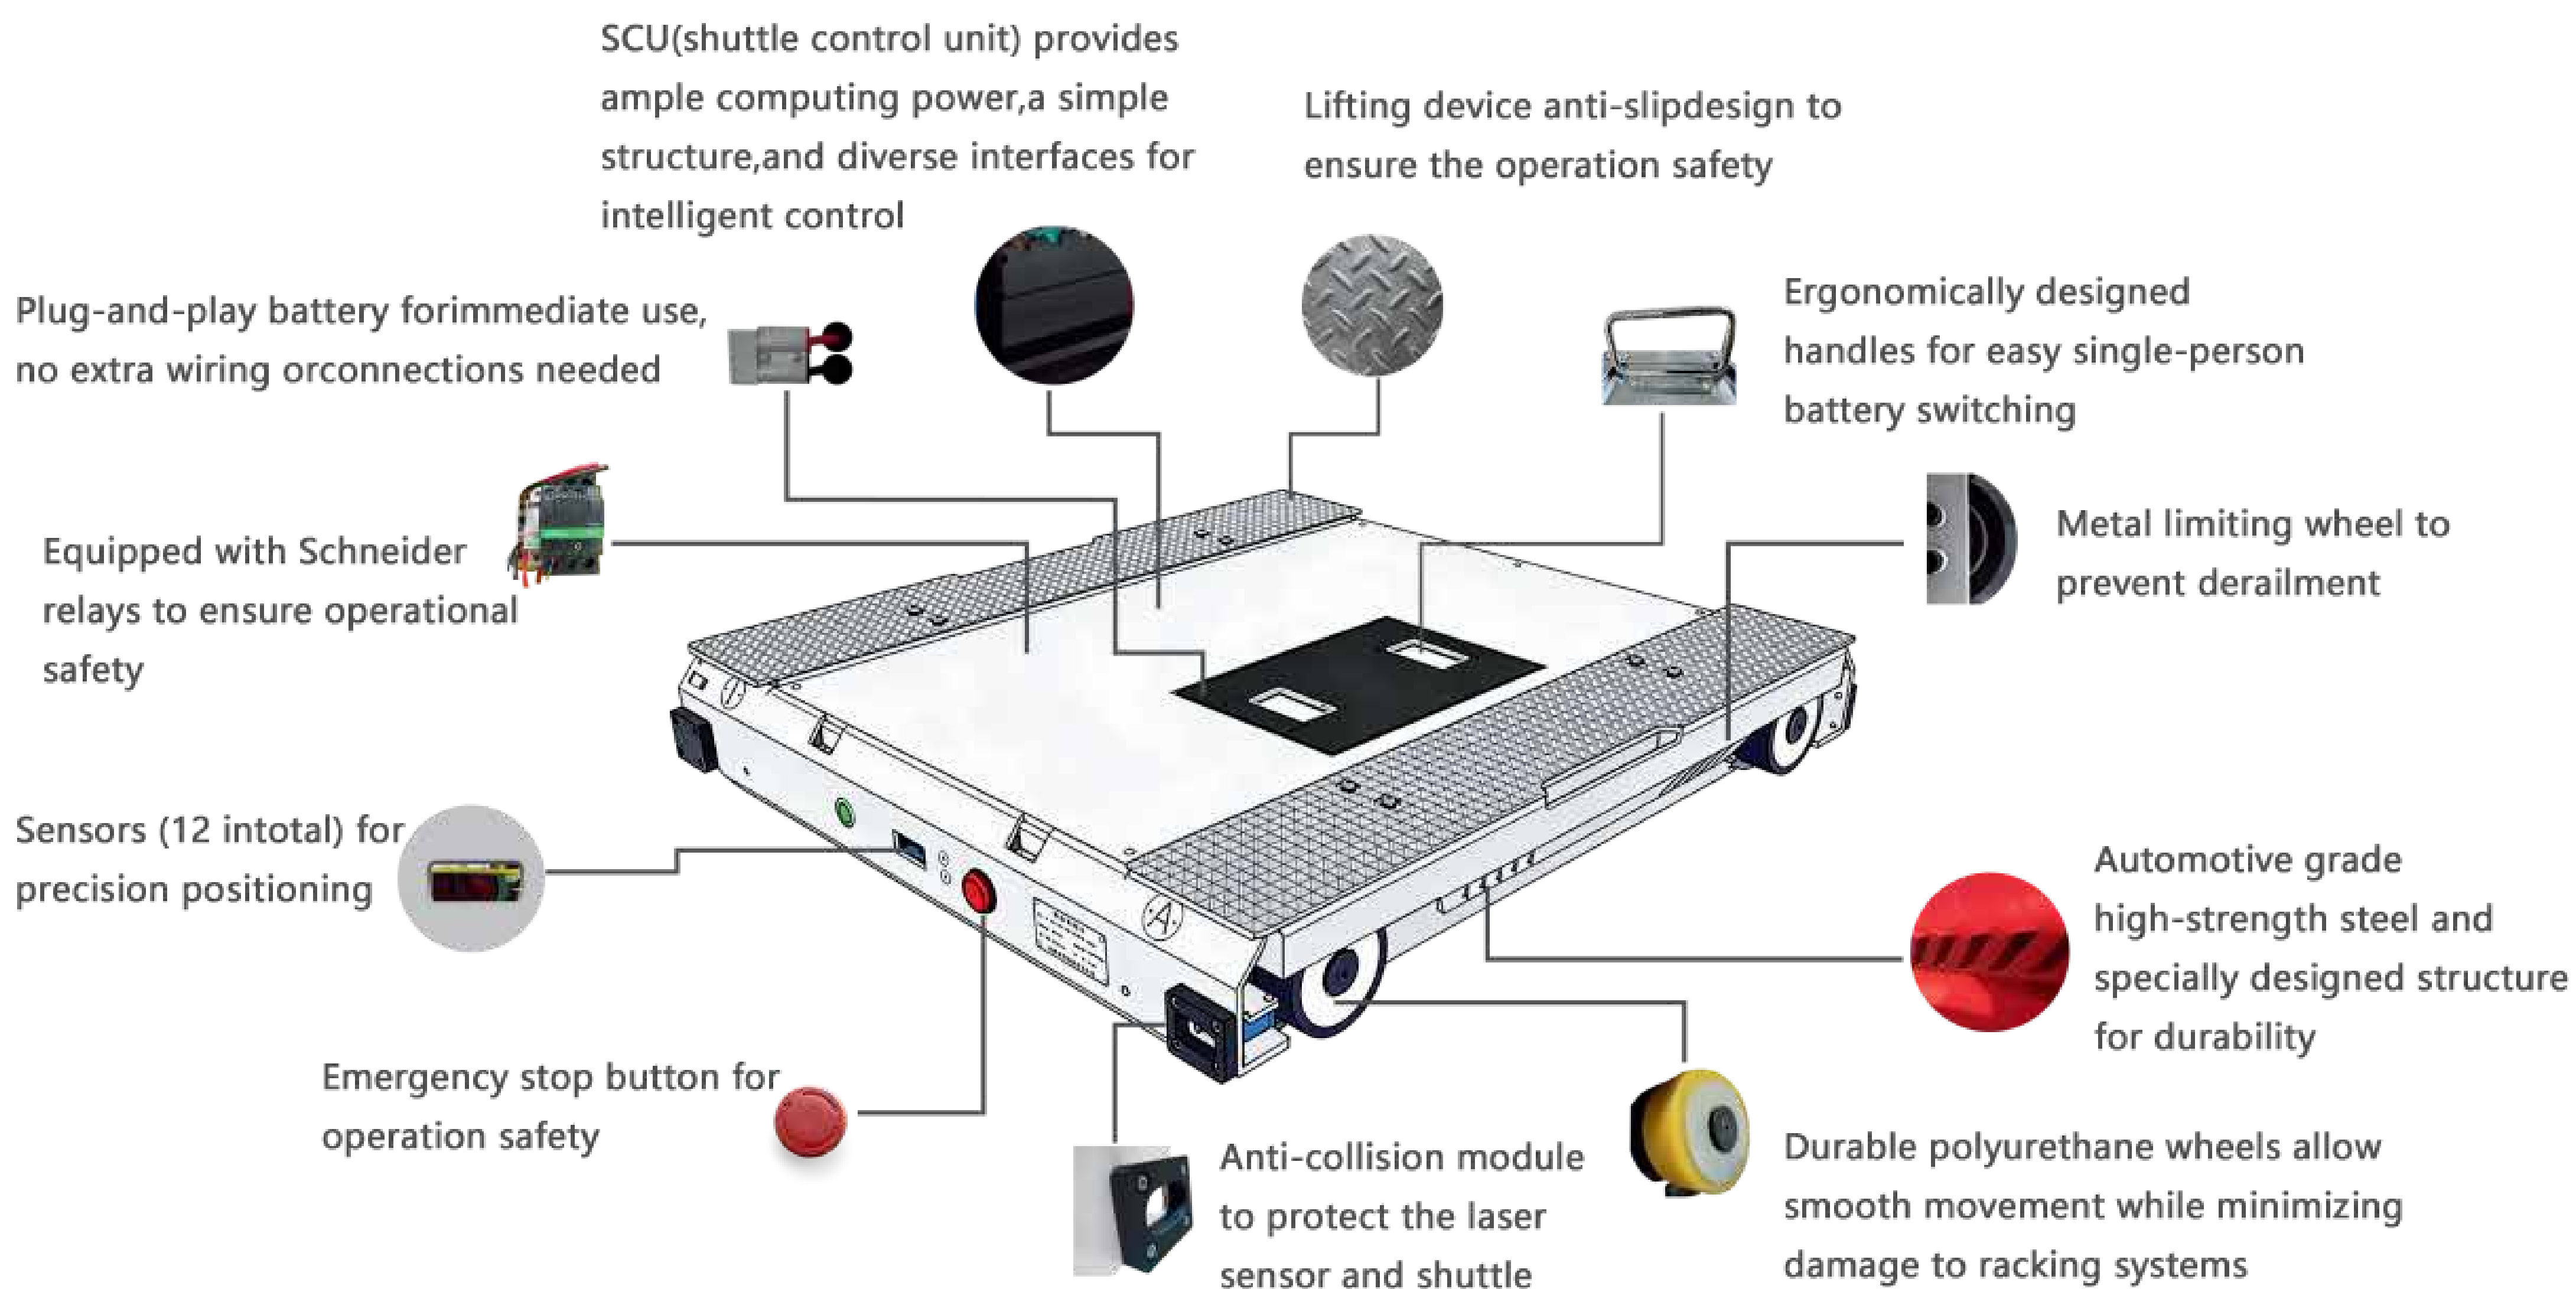 SCU(shuttle control unit) provides
ample computing power,a simple
structure,and diverse interfaces for
intelligent control
Lifting device anti-slipdesign to
ensure the operation safety
Plug-and-play battery forimmediate use,
no extra wiring orconnections needed
Ergonomically designed
handles for easy single-person
battery switching
Equipped with Schneider
relays to ensure operational
safety
Metal limiting wheel to
prevent derailment
Sensors (12 intotal) for
precision positioning
A
Automotive grade
high-strength steel and
specially designed structure
for durability
Emergency stop button for
operation safety
Anti-collision module
to protect the laser
sensor and shuttle
Durable polyurethane wheels allow
smooth movement while minimizing
damage to racking systems